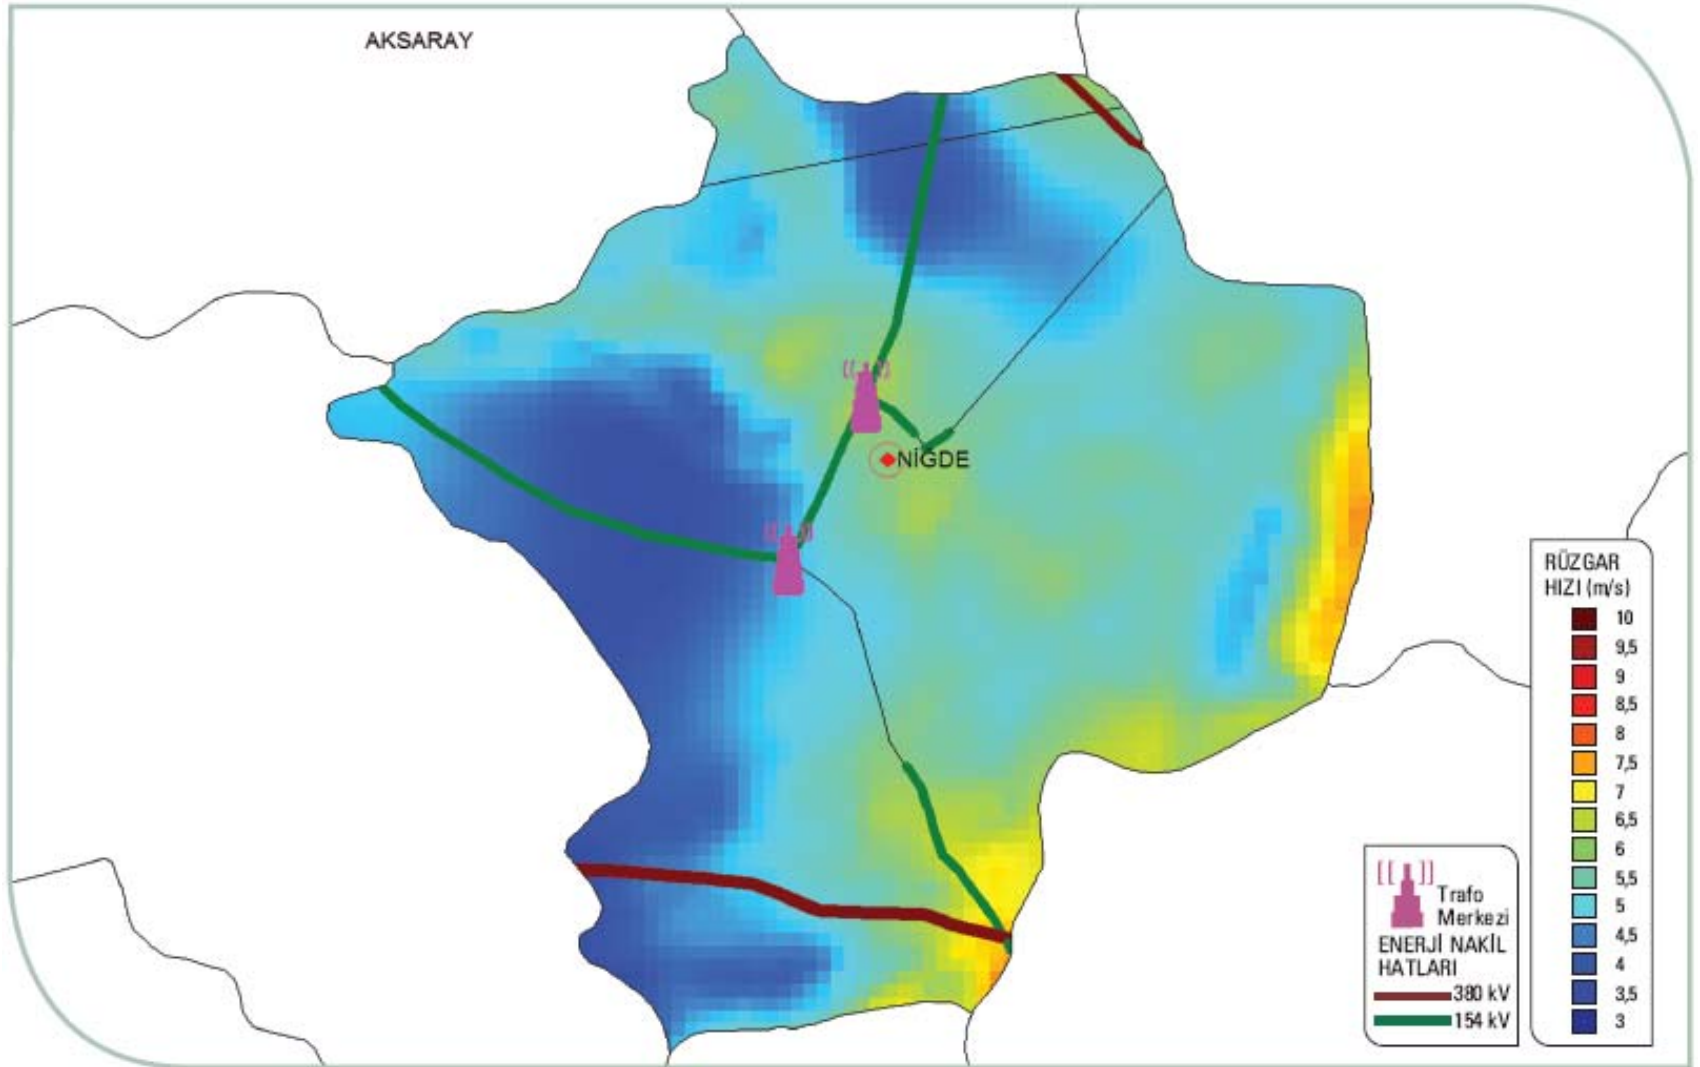 AKSARAY
NİGDE
RÜZGAR
HIZI (m/s)
10
9,5
9
8,5
8
7,5
7
6,5
6
5,5
5
4,5
4
3,5
3
Trafo
Merkezi
ENERJİ NAKİL
HATLARI
380 kV
154 kV